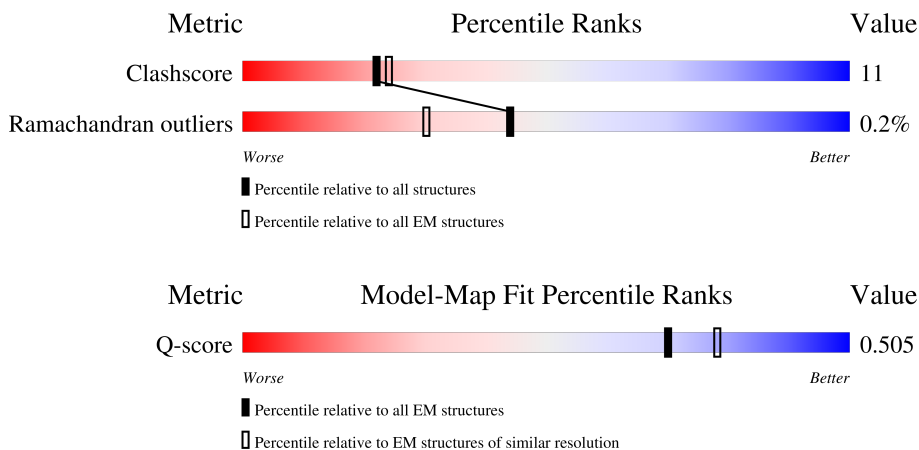 Metric Percentile Ranks Value
Clashscore 11
Ramachandran outliers 0.2%
Worse Better
Percentile relative to all structures
Percentile relative to all EM structures
Metric Model-Map Fit Percentile Ranks Value
Q-score 0.505
Worse Better
Percentile relative to all EM structures
Percentile relative to EM structures of similar resolution